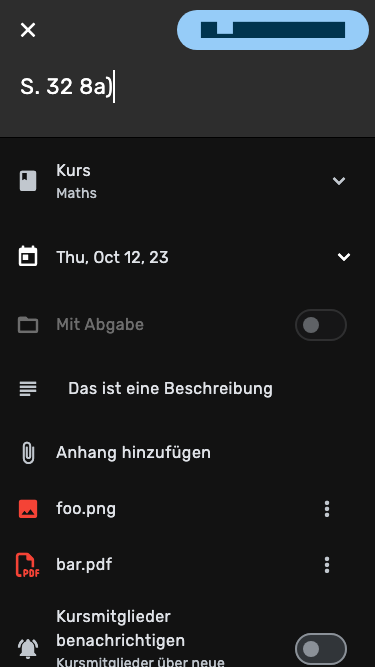 S. 32 8a)
Kurs
Maths
Thu, Oct 12, 23
Mit Abgabe
Das ist eine Beschreibung
Anhang hinzufügen
foo.png
PDF
bar.pdf
Kursmitglieder
benachrichtigen
Kursmitglieder über neue